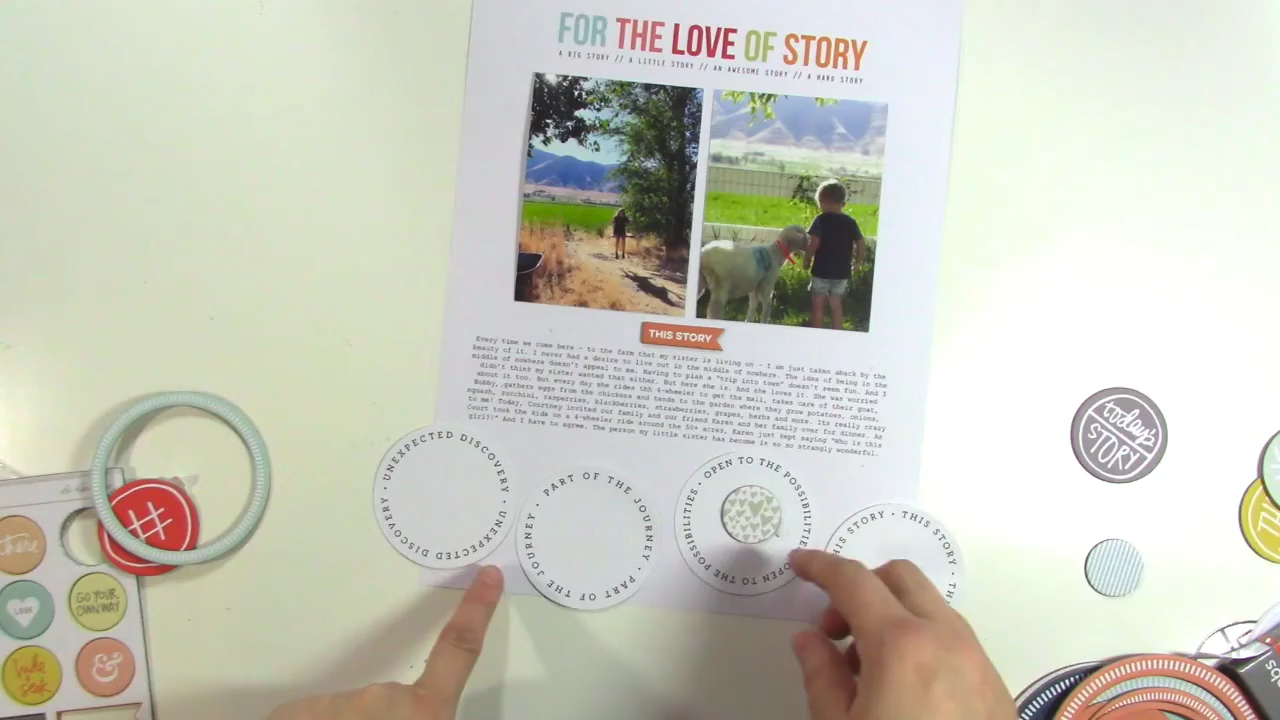 FOR THE LOVE OF STORY
A BIG STORY // A LITTLE STORY // AN AWESOME STORY // A HARD STORY
THIS STORY
Every time we come here - to the farm that my sister is living on - I am just taken aback by the
beauty of it. I never had a desire to live out in the middle of nowhere. The idea of being in the
middle of nowhere doesn't appeal to me. Having to plan a "trip into town" doesn't seem fun. And I
didn't think my sister wanted that either. But here she is. And she loves it. She was worried
about it too. But every day she rides thh 4-wheeler to get the mail, takes care of their goat,
Bubby, gathers eggs from the chickens and tends to the garden where they grow potatoes, onions,
squash, zucchini, rasperries, blackberries, strawberries, grapes, herbs and more. Its really crazy
to me! Today, Courtney invited our family and our friend Karen and her family over for dinner. As
Court took the kids on a 4-wheeler ride around the 50+ acres, Karen just kept saying "Who is this
girl?!" And I have to agree. The person my little sister has become is so so strangely wonderful.
UNEXPECTED DISCOVERY • UNEXPECTED DISCOVERY •
PART OF THE JOURNEY • PART OF THE JOURNEY •
OPEN TO THE POSSIBILITIES • OPEN TO THE POSSIBILITIES •
THIS STORY • THIS STORY • TH
today's
STORY
#
there
LOOK
GO YOUR
OWN WAY
hide
&
seek
&